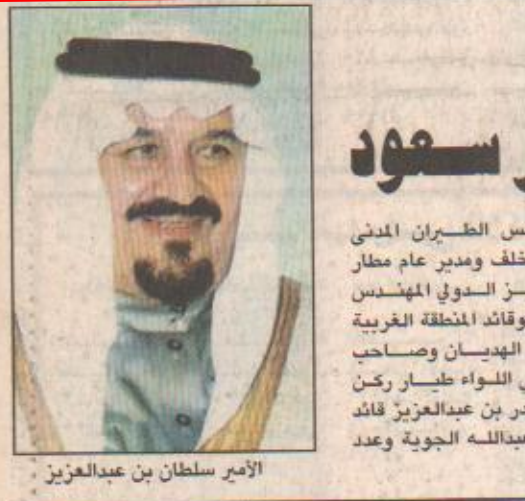 سعود
س الطيران المدني
خلف ومدير عام مطار
ز الدولي المهندس
وقائد المنطقة الغربية
الهديان وصاحب
اللواء طيار ركن
در بن عبدالعزيز قائد
عبدالله الجوية وعدد
الأمير سلطان بن عبدالعزيز